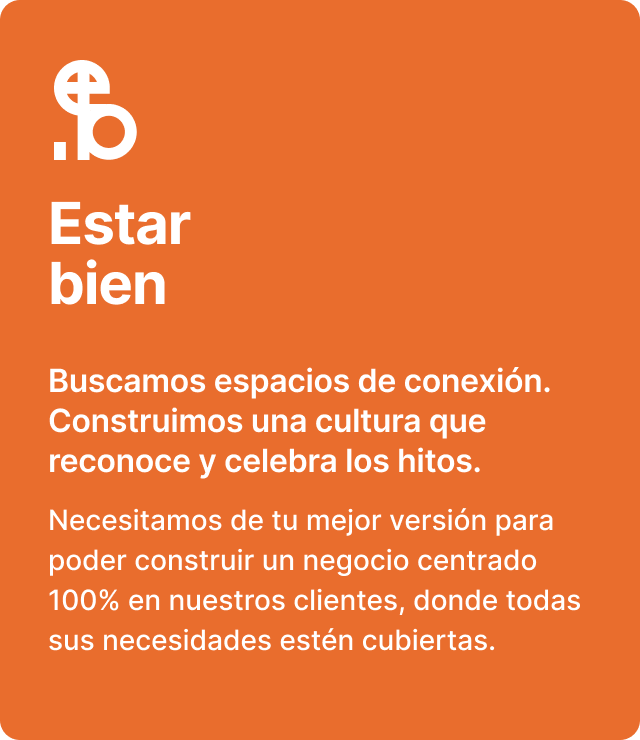 Estar
bien
Buscamos espacios de conexión.
Construimos una cultura que
reconoce y celebra los hitos.
Necesitamos de tu mejor versión para
poder construir un negocio centrado
100% en nuestros clientes, donde todas
sus necesidades estén cubiertas.